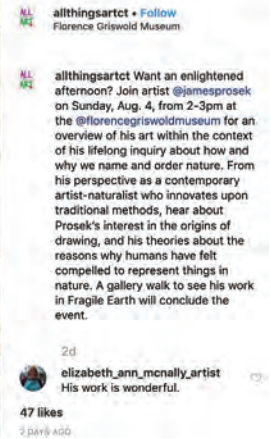 ALL
ART
allthingsartct • Follow
Florence Griswold Museum
ALL
ART
allthingsartct Want an enlightened
afternoon? Join artist @jamesprosek
on Sunday, Aug. 4, from 2-3pm at
the @florencegriswoldmuseum for an
overview of his art within the context
of his lifelong inquiry about how and
why we name and order nature. From
his perspective as a contemporary
artist-naturalist who innovates upon
traditional methods, hear about
Prosek's interest in the origins of
drawing, and his theories about the
reasons why humans have felt
compelled to represent things in
nature. A gallery walk to see his work
in Fragile Earth will conclude the
event.
2d
elizabeth_ann_mcnally_artist
His work is wonderful.
47 likes
2 DAYS AGO